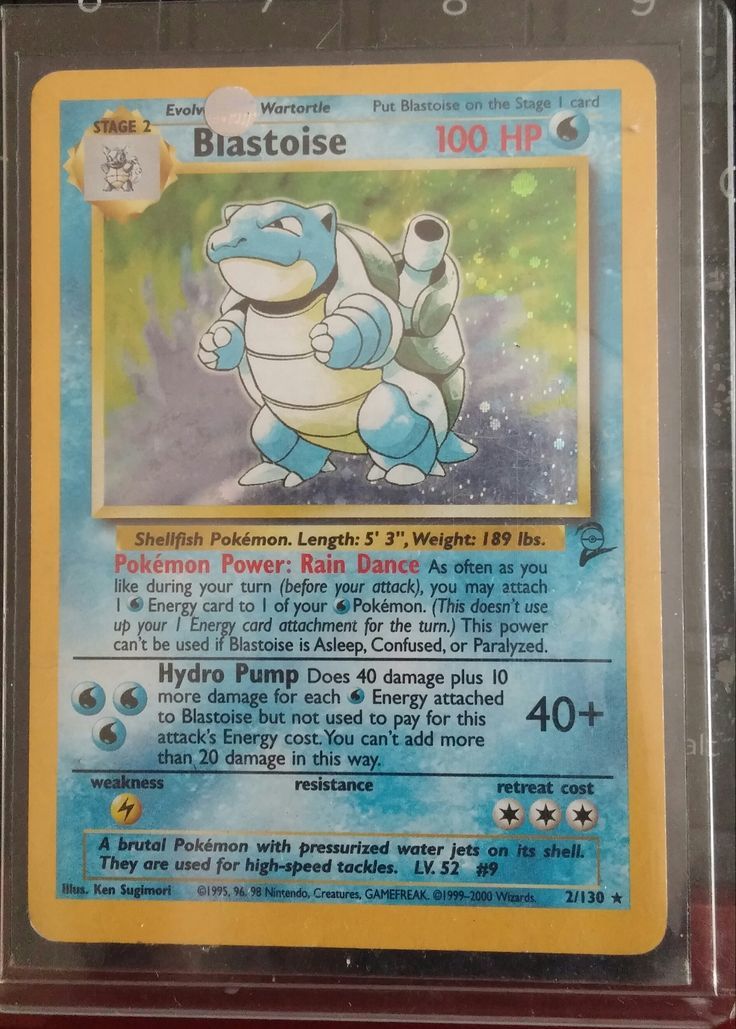 6 7 8 9
Evolv Wartortle Put Blastoise on the Stage 1 card
STAGE 2
Blastoise 100 HP
Shellfish Pokémon. Length: 5' 3", Weight: 189 lbs.
Pokémon Power: Rain Dance As often as you
like during your turn (before your attack), you may attach
1 Energy card to 1 of your Pokémon. (This doesn't use
up your 1 Energy card attachment for the turn.) This power
can't be used if Blastoise is Asleep, Confused, or Paralyzed.
Hydro Pump Does 40 damage plus 10
more damage for each Energy attached
to Blastoise but not used to pay for this
attack's Energy cost. You can't add more
than 20 damage in this way.
40+
weakness resistance retreat cost
A brutal Pokémon with pressurized water jets on its shell.
They are used for high-speed tackles. LV. 52 #9
Illus. Ken Sugimori ©1995, 96, 98 Nintendo, Creatures, GAMEFREAK. ©1999-2000 Wizards. 2/130 ★
alt